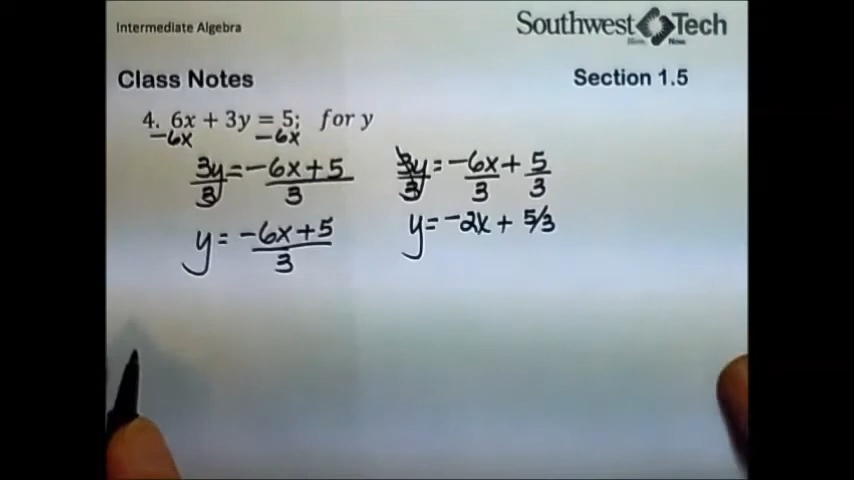 Intermediate Algebra
Southwest Tech
Class Notes
Section 1.5
4. 6x + 3y = 5; for y
-6x -6x
3y/3 = -6x+5/3
3y/3 = -6x/3 + 5/3
y = -6x+5/3
y = -2x + 5/3